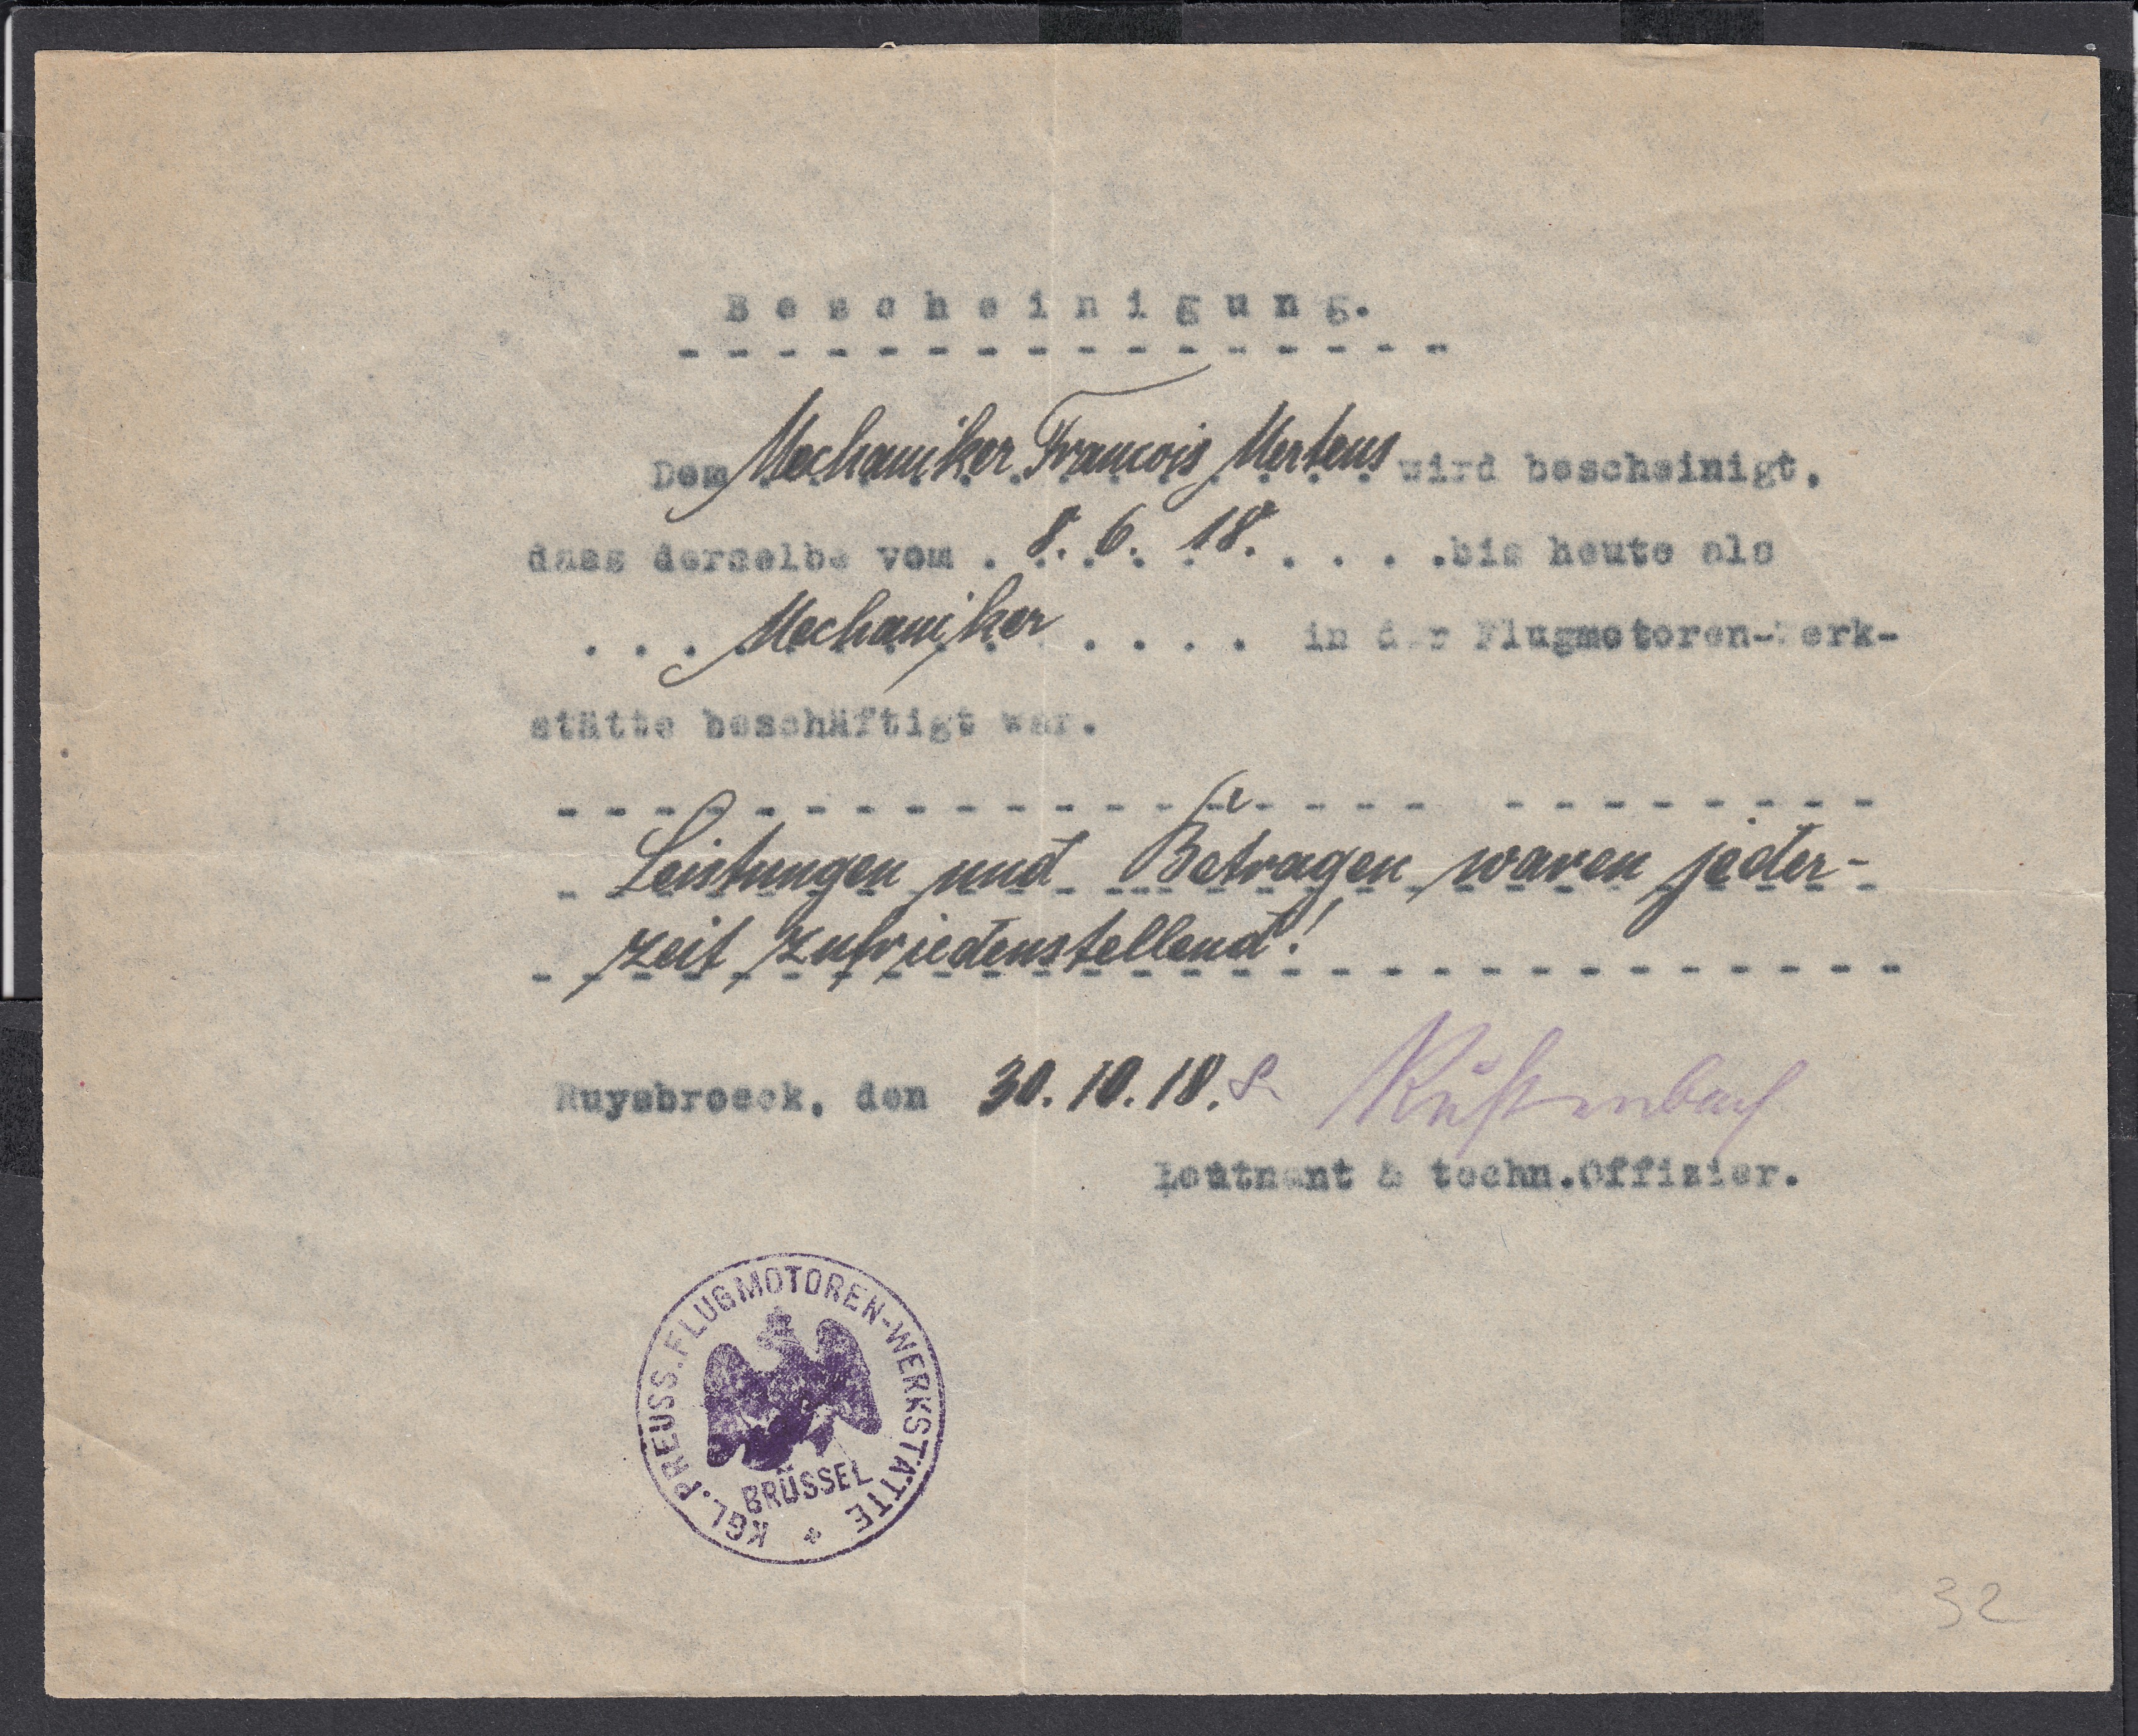 Bescheinigung.
Dem Mechaniker Francois Mertens wird bescheinigt,
dass derselbe vom . 8. 6. 18. . . . .bis heute als
. . . Mechaniker . . . . in der Flugmotoren-Werk-
stätte beschäftigt war.
Leistungen und Betragen waren jeder-
zeit zufriedenstellend!
Ruysbroeck, den 30.10.18.
Leutnant & techn.Offizier.
KGL. PREUSS. FLUGMOTOREN-WERKSTÄTTE *
BRÜSSEL
32